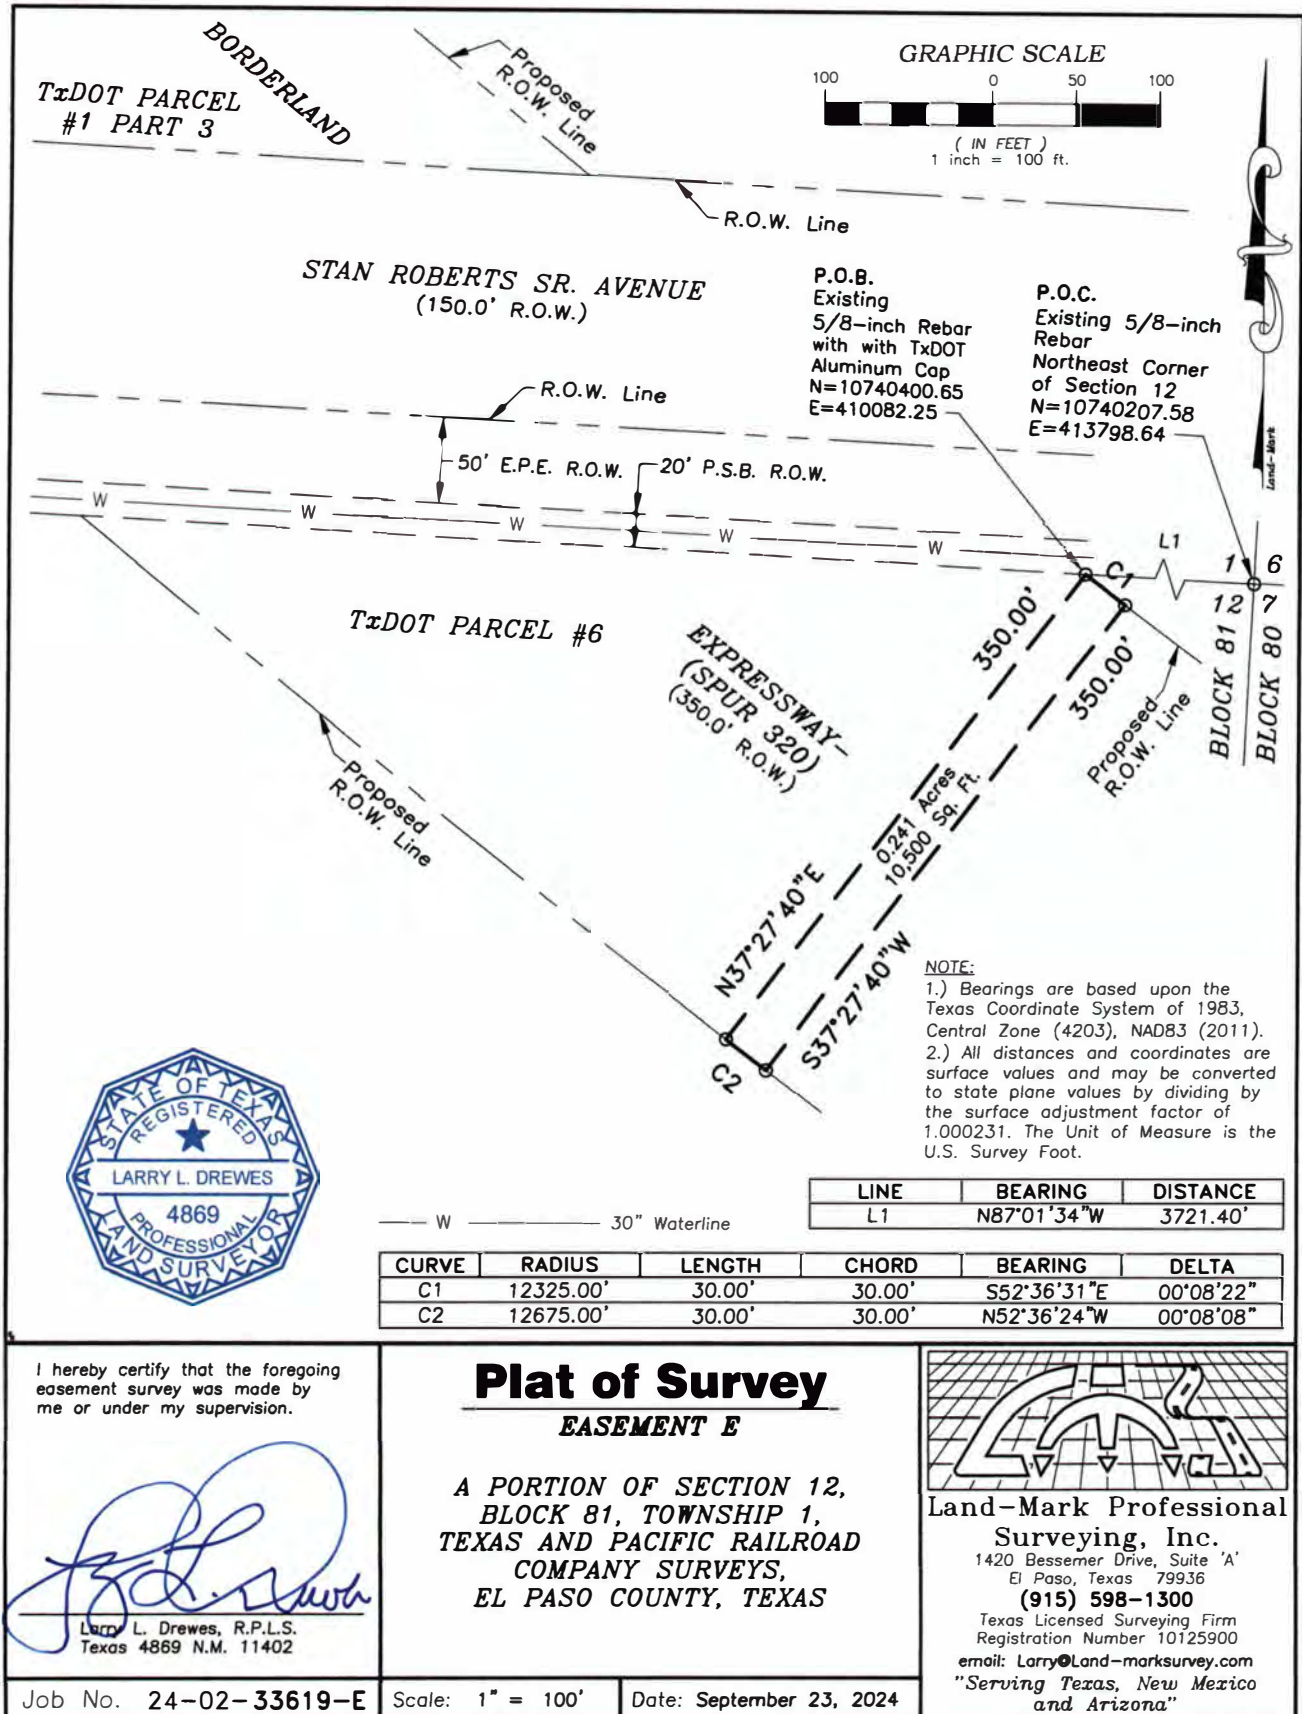 BORDERLAND
TxDOT PARCEL
#1 PART 3
Proposed
R.O.W. Line
GRAPHIC SCALE
100 0 50 100
( IN FEET )
1 inch = 100 ft.
R.O.W. Line
STAN ROBERTS SR. AVENUE
(150.0' R.O.W.)
P.O.B.
Existing
5/8-inch Rebar
with with TxDOT
Aluminum Cap
N=10740400.65
E=410082.25
P.O.C.
Existing 5/8-inch
Rebar
Northeast Corner
of Section 12
N=10740207.58
E=413798.64
Land-Mark
R.O.W. Line
50' E.P.E. R.O.W.
20' P.S.B. R.O.W.
W W W W W
L1
C1
1 6
12 7
BLOCK 81
BLOCK 80
TxDOT PARCEL #6
EXPRESSWAY-
(SPUR 320)
(350.0' R.O.W.)
350.00'
350.00'
Proposed
R.O.W. Line
Proposed
R.O.W. Line
0.241 Acres
10,500 Sq. Ft.
N37°27'40"E
S37°27'40"W
C2
NOTE:
1.) Bearings are based upon the
Texas Coordinate System of 1983,
Central Zone (4203), NAD83 (2011).
2.) All distances and coordinates are
surface values and may be converted
to state plane values by dividing by
the surface adjustment factor of
1.000231. The Unit of Measure is the
U.S. Survey Foot.
STATE OF TEXAS
REGISTERED
LARRY L. DREWES
4869
PROFESSIONAL
LAND SURVEYOR
W 30" Waterline
LINE BEARING DISTANCE
L1 N87°01'34"W 3721.40'
CURVE RADIUS LENGTH CHORD BEARING DELTA
C1 12325.00' 30.00' 30.00' S52°36'31"E 00°08'22"
C2 12675.00' 30.00' 30.00' N52°36'24"W 00°08'08"
I hereby certify that the foregoing
easement survey was made by
me or under my supervision.
Larry L. Drewes, R.P.L.S.
Texas 4869 N.M. 11402
Job No. 24-02-33619-E
Plat of Survey
EASEMENT E
A PORTION OF SECTION 12,
BLOCK 81, TOWNSHIP 1,
TEXAS AND PACIFIC RAILROAD
COMPANY SURVEYS,
EL PASO COUNTY, TEXAS
Scale: 1" = 100'
Date: September 23, 2024
Land-Mark Professional
Surveying, Inc.
1420 Bessemer Drive, Suite 'A'
El Paso, Texas 79936
(915) 598-1300
Texas Licensed Surveying Firm
Registration Number 10125900
email: Larry@Land-marksurvey.com
"Serving Texas, New Mexico
and Arizona"